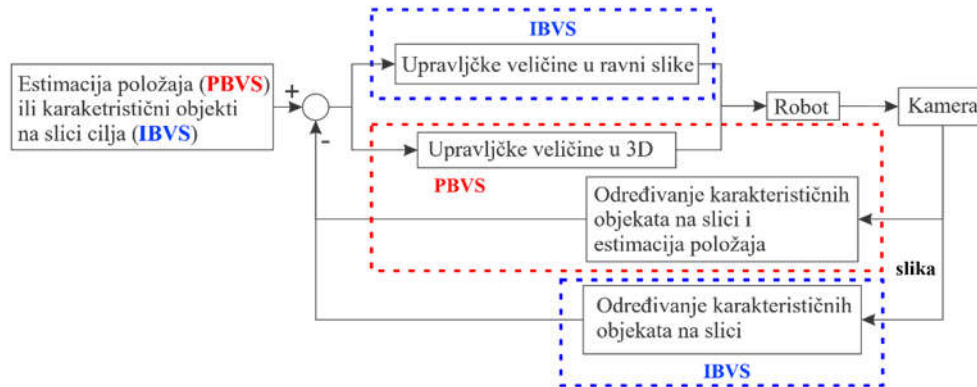 IBVS
Upravljčke veličine u ravni slike
Estimacija položaja (PBVS)
ili karaketristični objekti
na slici cilja (IBVS)
+
-
Robot
Kamera
Upravljčke veličine u 3D
PBVS
Određivanje karakterističnih
objekata na slici i
estimacija položaja
slika
Određivanje karakterističnih
objekata na slici
IBVS